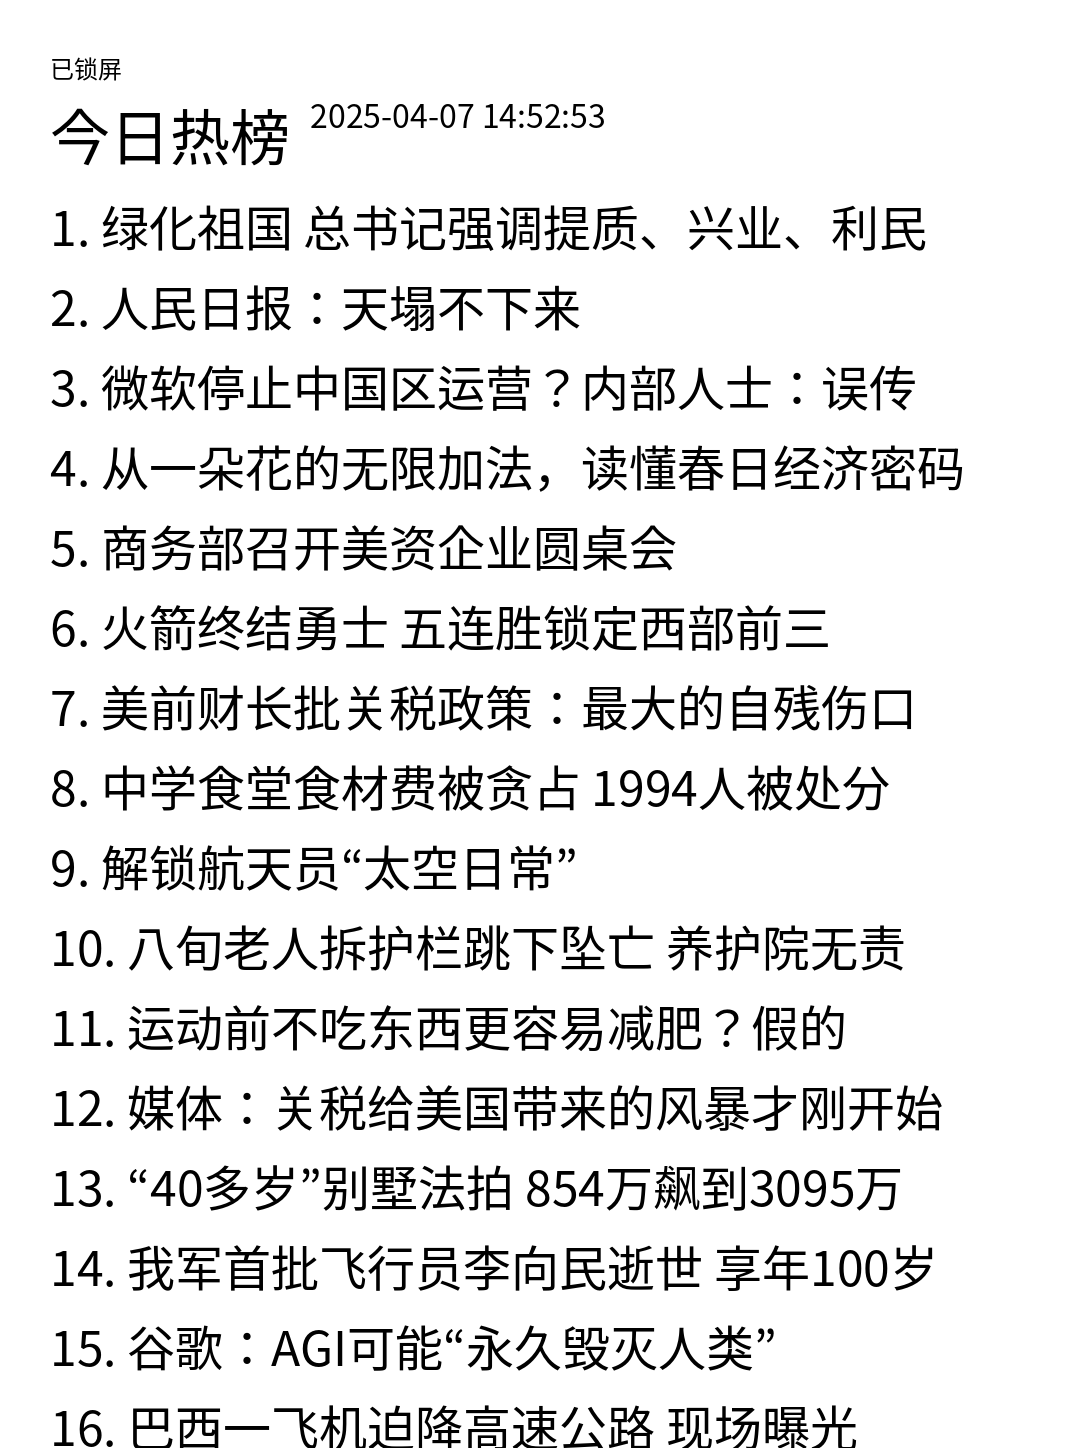 已锁屏
今日热榜 2025-04-07 14:52:53
1. 绿化祖国 总书记强调提质、兴业、利民
2. 人民日报：天塌不下来
3. 微软停止中国区运营？内部人士：误传
4. 从一朵花的无限加法，读懂春日经济密码
5. 商务部召开美资企业圆桌会
6. 火箭终结勇士 五连胜锁定西部前三
7. 美前财长批关税政策：最大的自残伤口
8. 中学食堂食材费被贪占 1994人被处分
9. 解锁航天员“太空日常”
10. 八旬老人拆护栏跳下坠亡 养护院无责
11. 运动前不吃东西更容易减肥？假的
12. 媒体：关税给美国带来的风暴才刚开始
13. “40多岁”别墅法拍 854万飙到3095万
14. 我军首批飞行员李向民逝世 享年100岁
15. 谷歌：AGI可能“永久毁灭人类”
16. 巴西一飞机迫降高速公路 现场曝光